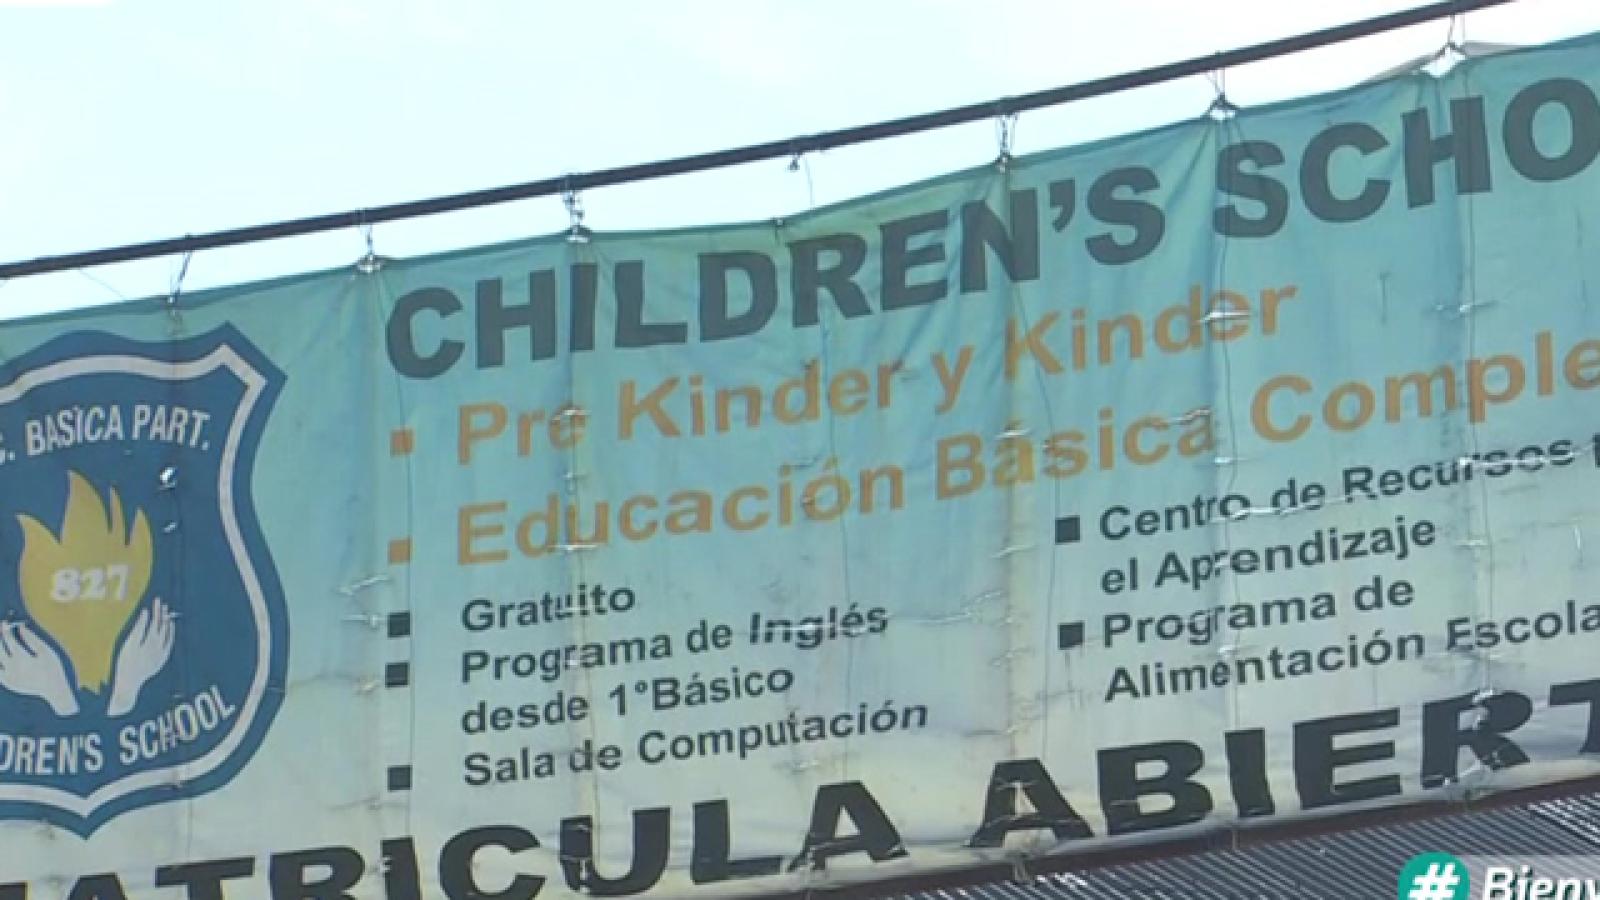 CHILDREN'S SCHO
Pre Kinder y Kinder
Educación Básica Comple
Gratuito
Programa de Inglés
desde 1°Básico
Sala de Computación
Centro de Recursos
el Aprendizaje
Programa de
Alimentación Escola
ATRICULA ABIERT
C. BASICA PART.
827
DREN'S SCHOOL
#Bienv